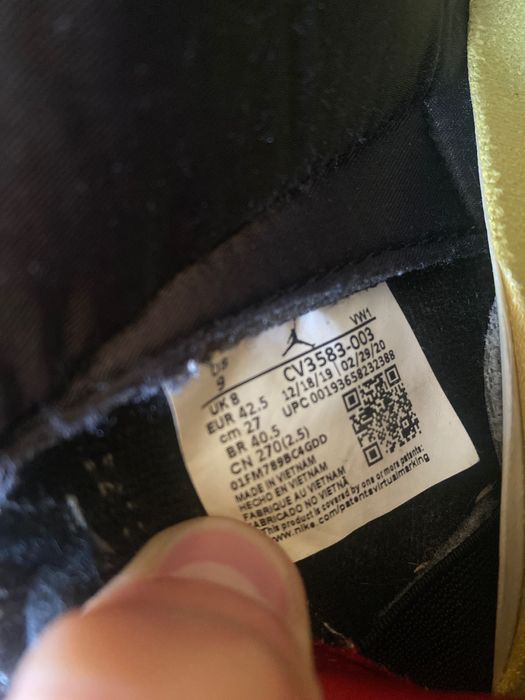 VW1
US
9
CV3583-003
UK 8
12/18/19 | 02/29/20
EUR 42.5
UPC 00193658232388
cm 27
BR 40.5
CN 270(2.5)
01FM789BC4GDD
MADE IN VIETNAM
HECHO EN VIETNAM
FABRIQUE AU VIETNAM
FABRICADO NO VIETNÃ
This product is covered by one or more patents:
www.nike.com/patentsvirtualmarking